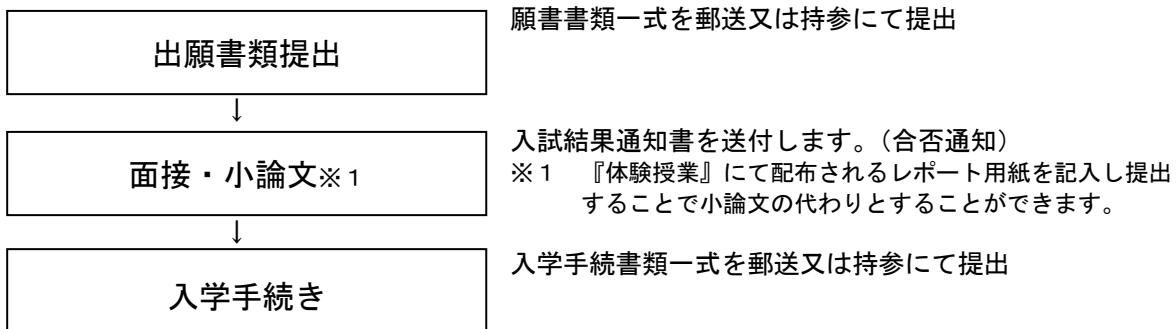 願書書類一式を郵送又は持参にて提出
出願書類提出
↓
入試結果通知書を送付します。(合否通知)
面接・小論文※1
※1 『体験授業』にて配布されるレポート用紙を記入し提出
することで小論文の代わりとすることができます。
↓
入学手続書類一式を郵送又は持参にて提出
入学手続き